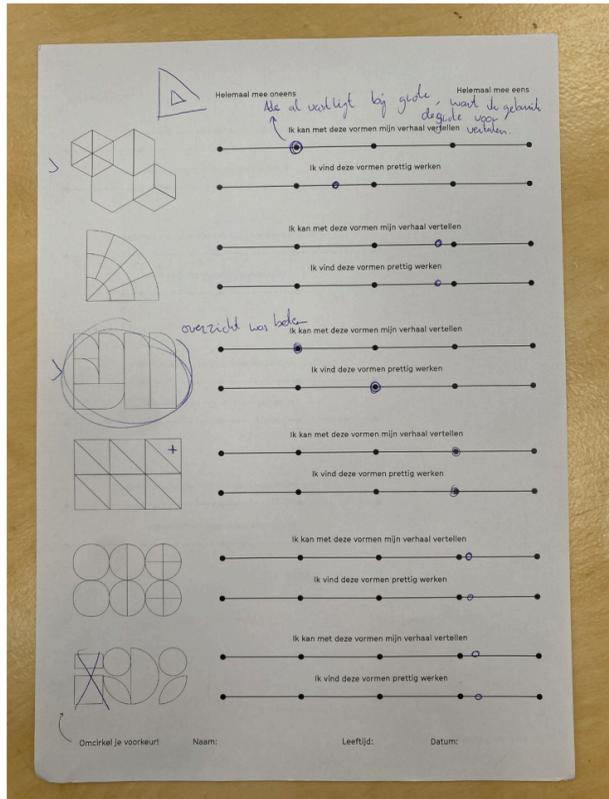 Helemaal mee oneens
Helemaal mee eens
al bij grote, want de gebruik
de grote voor
vertalen.
Ik kan met deze vormen mijn verhaal vertellen
Ik vind deze vormen prettig werken
Ik kan met deze vormen mijn verhaal vertellen
Ik vind deze vormen prettig werken
overzicht was
Ik kan met deze vormen mijn verhaal vertellen
Ik vind deze vormen prettig werken
Ik kan met deze vormen mijn verhaal vertellen
Ik vind deze vormen prettig werken
Ik kan met deze vormen mijn verhaal vertellen
Ik vind deze vormen prettig werken
Ik kan met deze vormen mijn verhaal vertellen
Ik vind deze vormen prettig werken
Omcirkel je voorkeur!
Naam:
Leeftijd:
Datum: